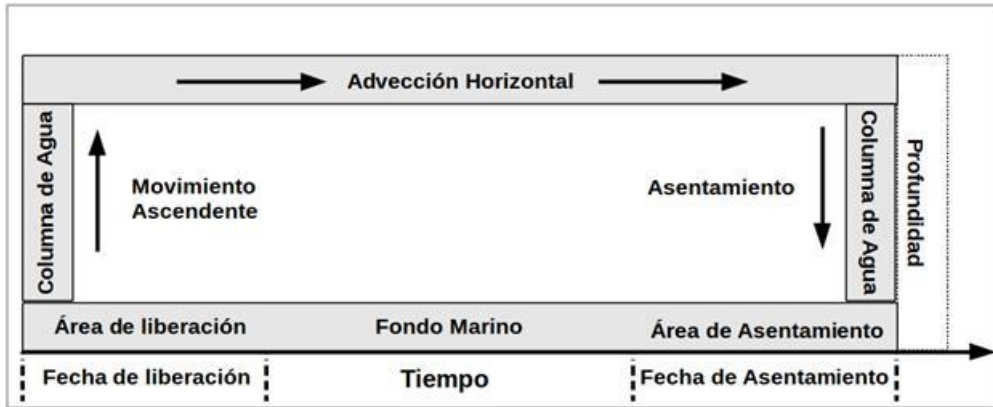 Advección Horizontal
Columna de Agua
Movimiento
Ascendente
Asentamiento
Columna de Agua
Profundidad
Área de liberación
Fondo Marino
Área de Asentamiento
Fecha de liberación
Tiempo
Fecha de Asentamiento